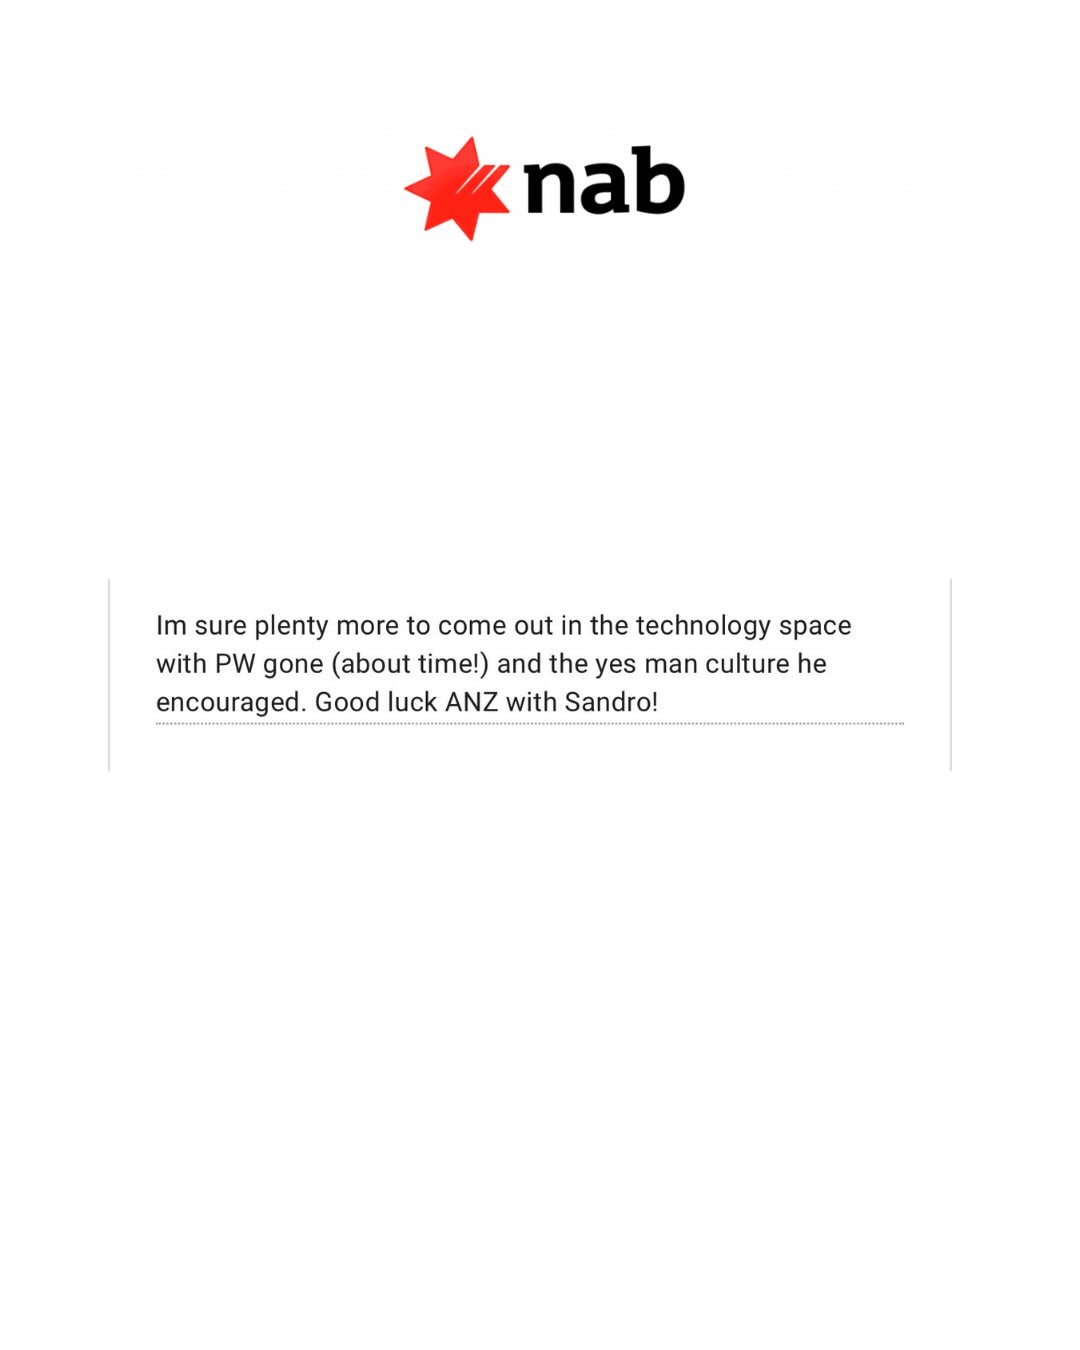 nab
Im sure plenty more to come out in the technology space
with PW gone (about time!) and the yes man culture he
encouraged. Good luck ANZ with Sandro!